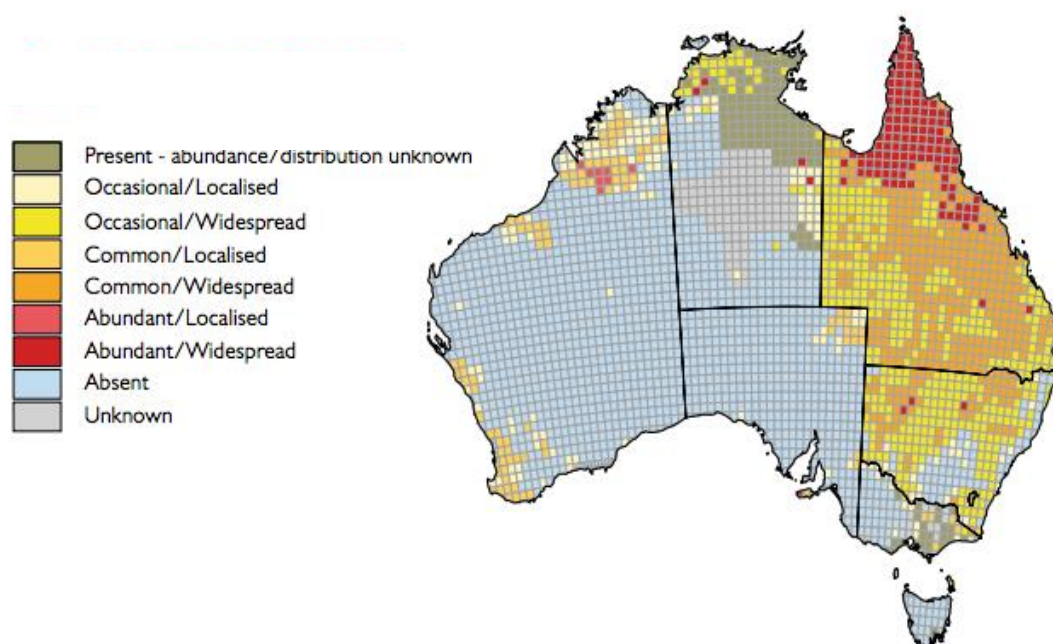 Present - abundance/distribution unknown
Occasional/Localised
Occasional/Widespread
Common/Localised
Common/Widespread
Abundant/Localised
Abundant/Widespread
Absent
Unknown